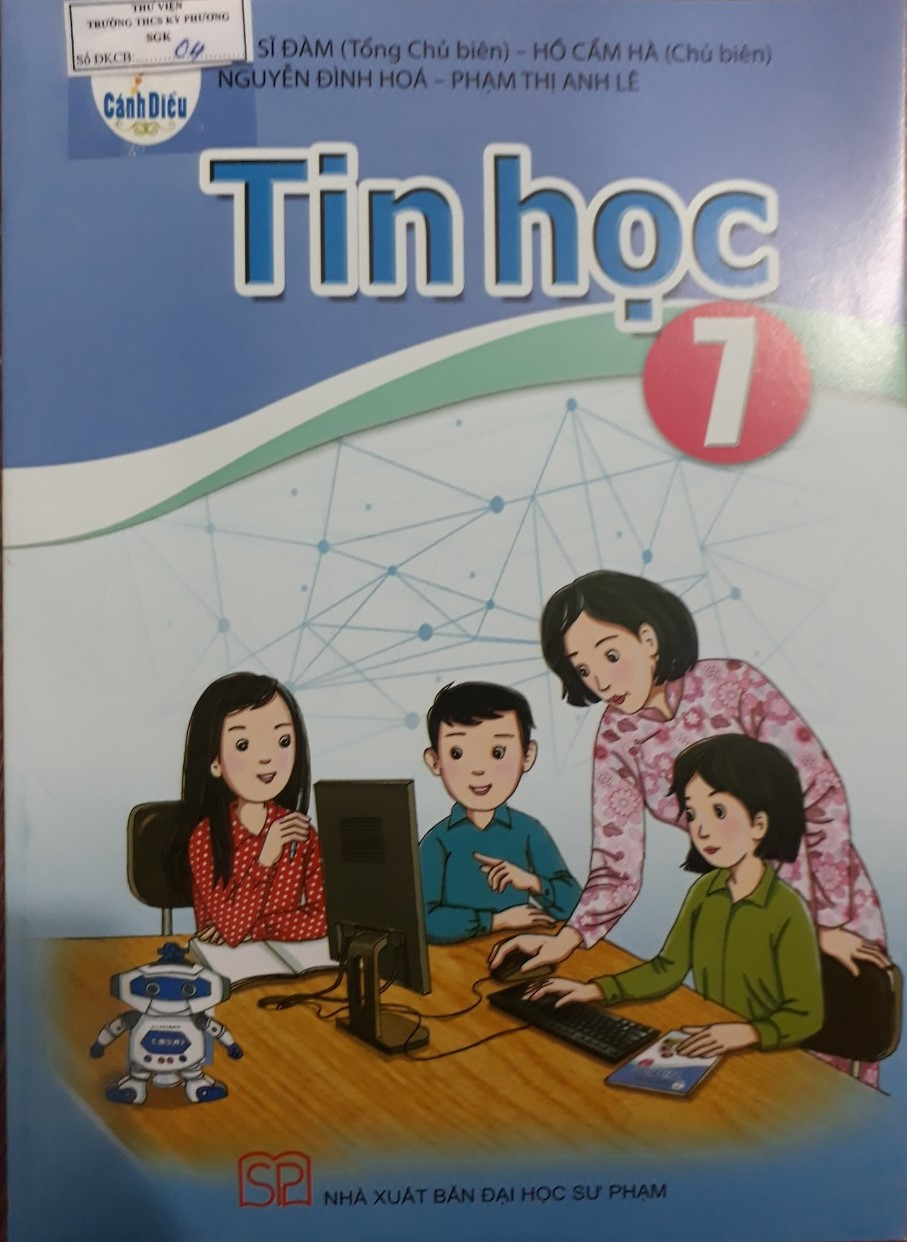 THƯ VIỆN
TRƯỜNG THCS KỲ PHƯƠNG
SGK
Số ĐKCB:........04
SĨ ĐÀM (Tổng Chủ biên) – HỒ CẨM HÀ (Chủ biên)
NGUYỄN ĐÌNH HOÁ – PHẠM THỊ ANH LÊ
Cánh Diều
Tin học
7
SP
NHÀ XUẤT BẢN ĐẠI HỌC SƯ PHẠM